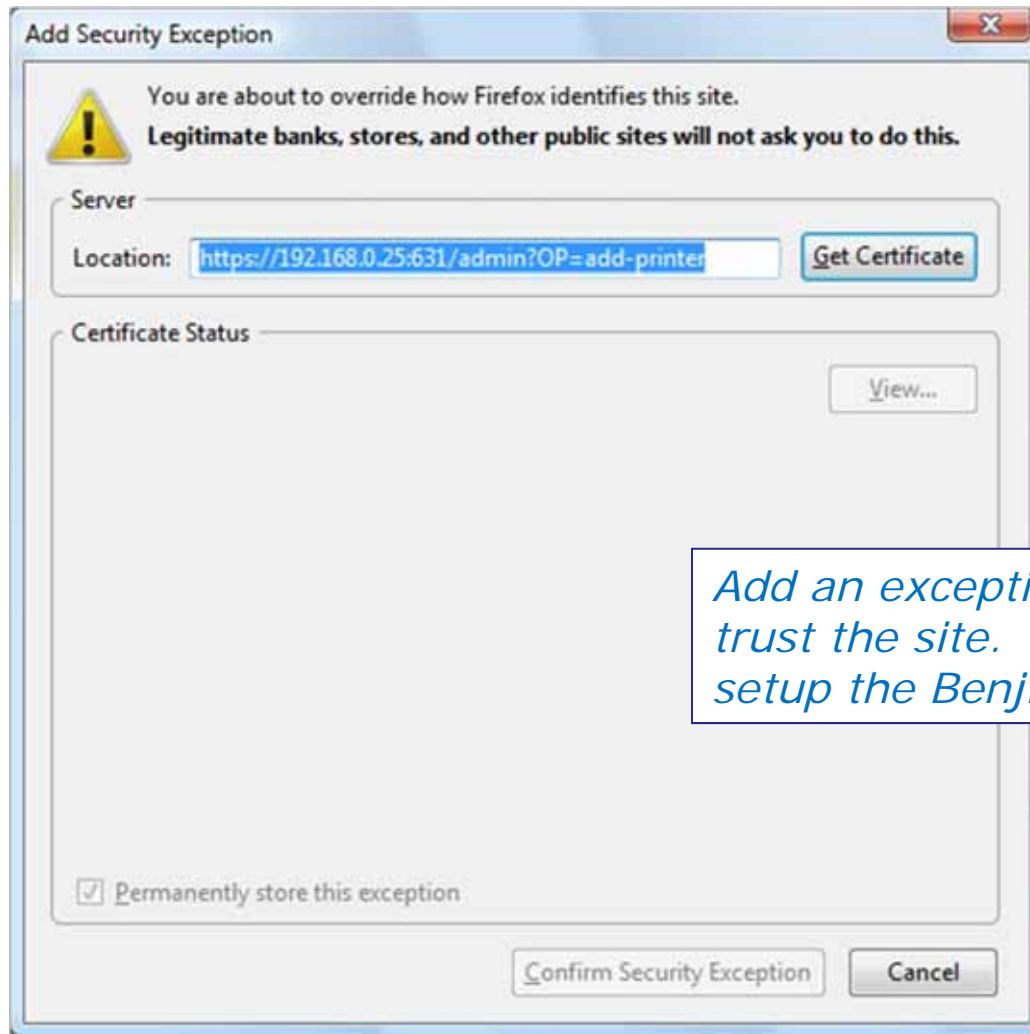 Add Security Exception
You are about to override how Firefox identifies this site.
Legitimate banks, stores, and other public sites will not ask you to do this.
Server
Location: https://192.168.0.25:631/admin?OP=add-printer Get Certificate
Certificate Status
View...
Add an
trust the site.
setup the
Permanently store this exception
Confirm Security Exception Cancel